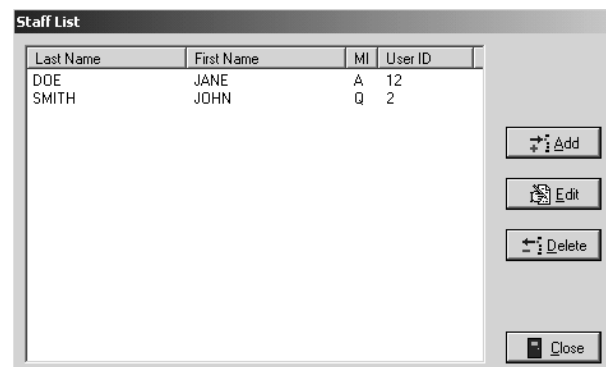 Staff List
Last Name First Name MI User ID
DOE JANE A 12
SMITH JOHN Q 2
Add
Edit
Delete
Close